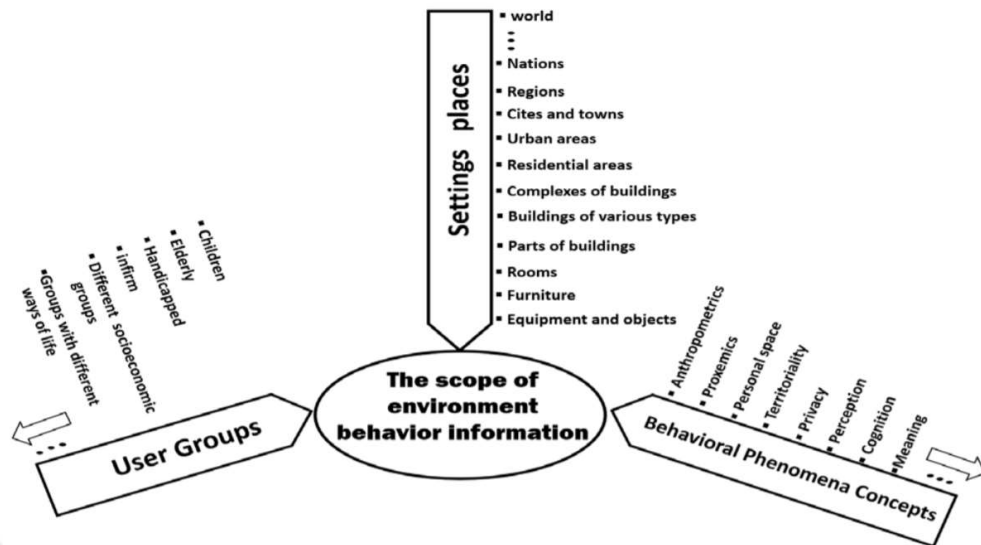 Settings places
▪ world
⋮
▪ Nations
▪ Regions
▪ Cites and towns
▪ Urban areas
▪ Residential areas
▪ Complexes of buildings
▪ Buildings of various types
▪ Parts of buildings
▪ Rooms
▪ Furniture
▪ Equipment and objects
The scope of
environment
behavior information
User Groups
▪ Children
▪ Elderly
▪ Handicapped
▪ infirm
▪ Different socioeconomic
groups
▪ Groups with different
ways of life
...
Behavioral Phenomena Concepts
▪ Anthropometrics
▪ Proxemics
▪ Personal space
▪ Territoriality
▪ Privacy
▪ Perception
▪ Cognition
▪ Meaning
...